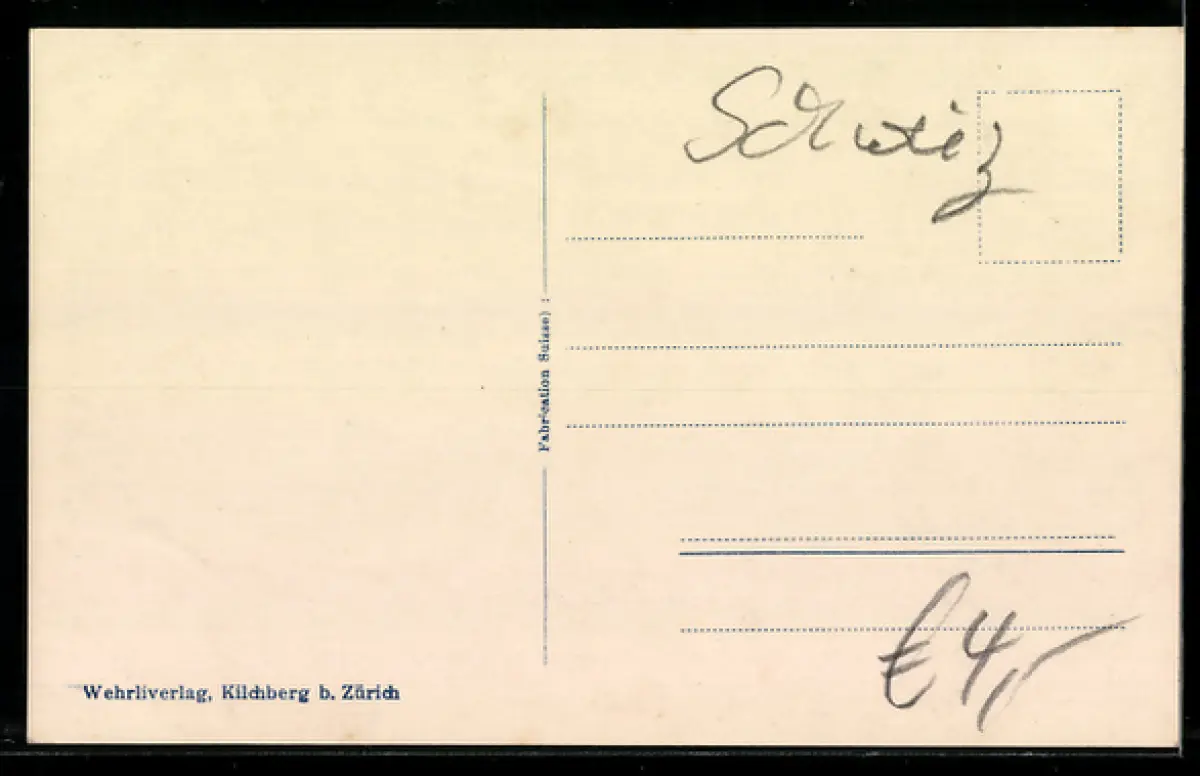 Schweiz
Fabrication Suisse) :
€ 4,-
Wehrliverlag, Kilchberg b. Zürich